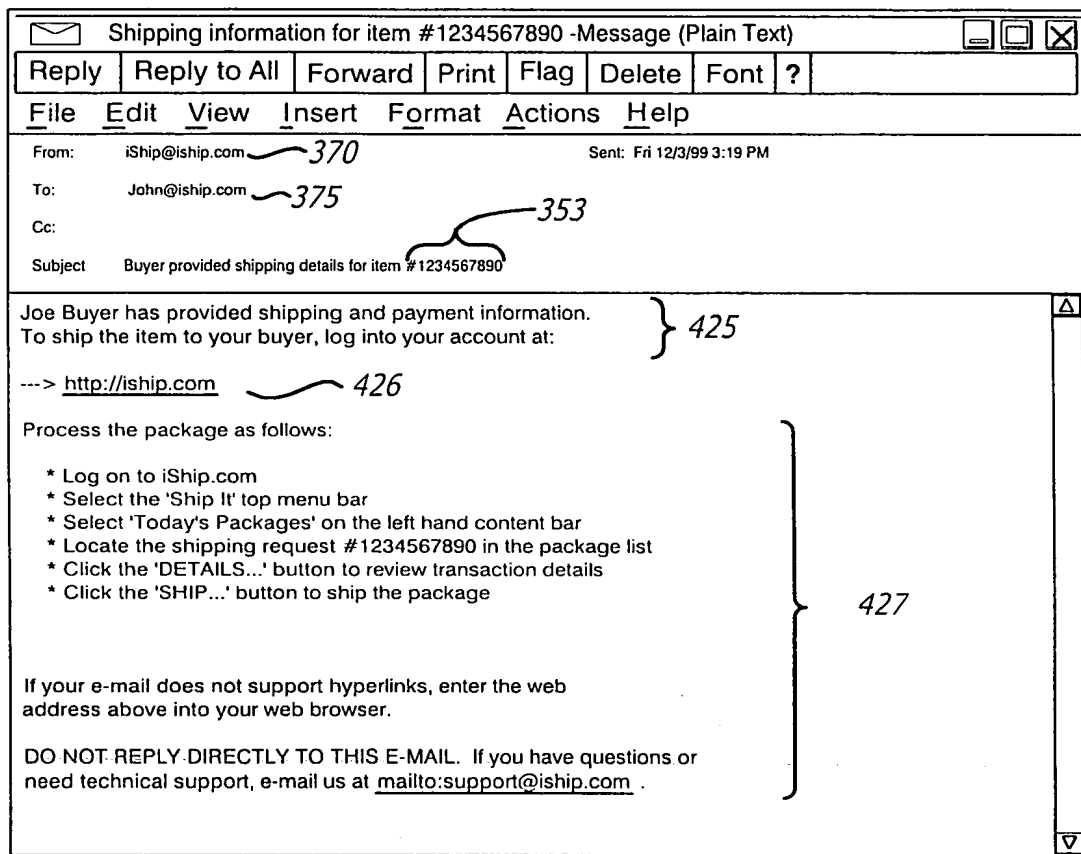 Shipping information for item #1234567890 -Message (Plain Text)
Reply Reply to All Forward Print Flag Delete Font ?
File Edit View Insert Format Actions Help
From: iShip@iship.com 370 Sent: Fri 12/3/99 3:19 PM
To: John@iship.com 375
353
Cc:
Subject Buyer provided shipping details for item #1234567890
Joe Buyer has provided shipping and payment information.
To ship the item to your buyer, log into your account at:
425
---> http://iship.com 426
Process the package as follows:
* Log on to iShip.com
* Select the 'Ship It' top menu bar
* Select 'Today's Packages' on the left hand content bar
* Locate the shipping request #1234567890 in the package list
* Click the 'DETAILS...' button to review transaction details
* Click the 'SHIP...' button to ship the package
427
If your e-mail does not support hyperlinks, enter the web
address above into your web browser.
DO NOT REPLY DIRECTLY TO THIS E-MAIL. If you have questions or
need technical support, e-mail us at mailto:support@iship.com .